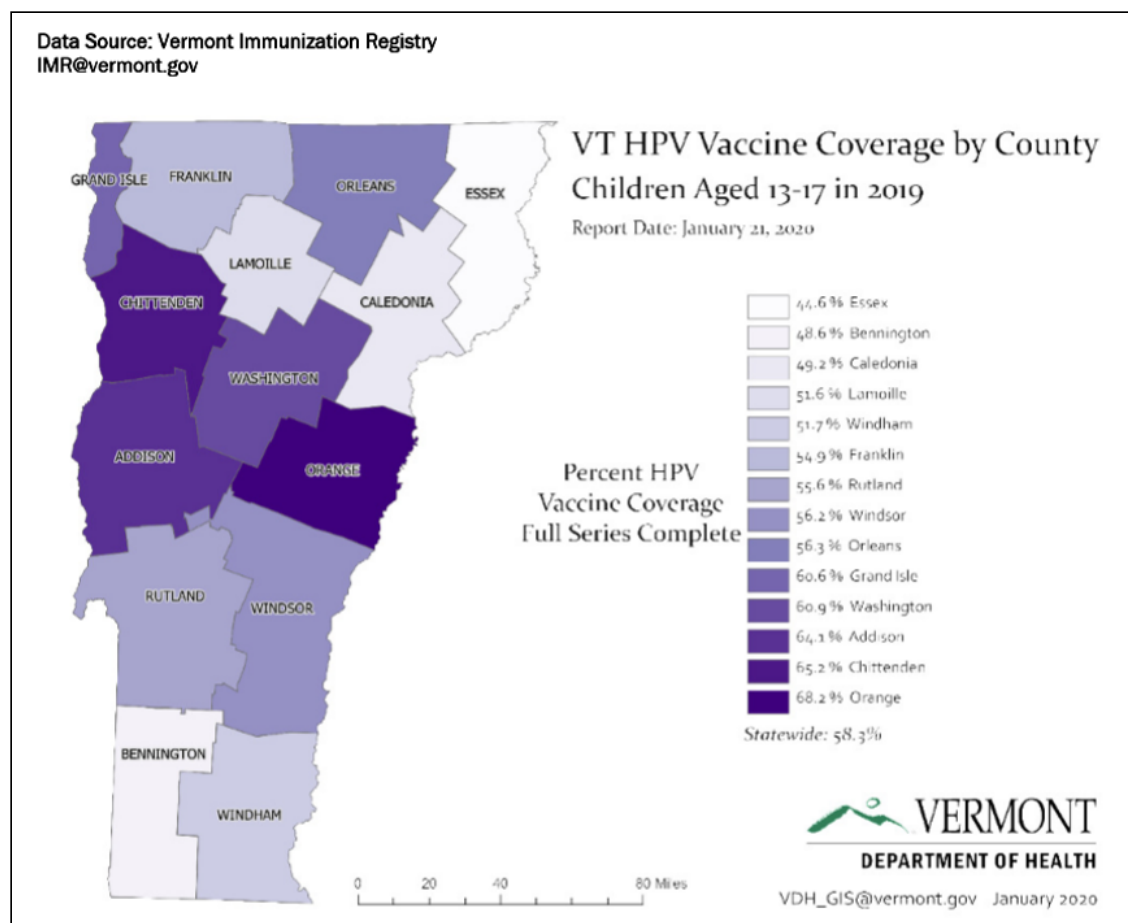 Data Source: Vermont Immunization Registry
IMR@vermont.gov
VT HPV Vaccine Coverage by County
Children Aged 13-17 in 2019
Report Date: January 21, 2020
GRAND ISLE
FRANKLIN
ORLEANS
ESSEX
LAMOILLE
CHITTENDEN
CALEDONIA
WASHINGTON
ADDISON
ORANGE
RUTLAND
WINDSOR
BENNINGTON
WINDHAM
Percent HPV
Vaccine Coverage
Full Series Complete
44.6% Essex
48.6% Bennington
49.2% Caledonia
51.6% Lamoille
51.7% Windham
54.9% Franklin
55.6% Rutland
56.2% Windsor
56.3% Orleans
60.6% Grand Isle
60.9% Washington
64.1% Addison
65.2% Chittenden
68.2% Orange
Statewide: 58.3%
0 20 40 80 Miles
VERMONT
DEPARTMENT OF HEALTH
VDH_GIS@vermont.gov January 2020